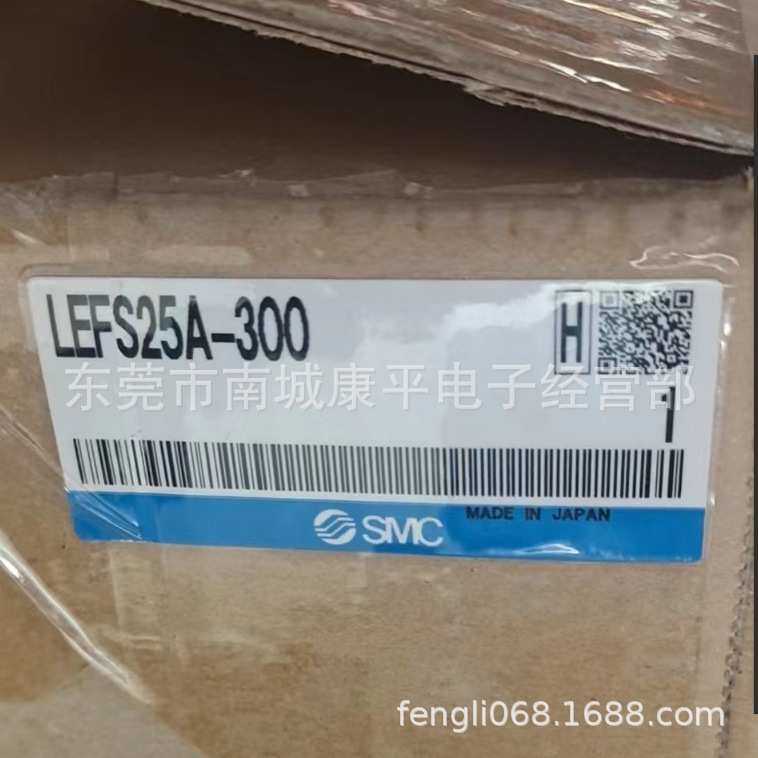 LEFS25A-300
H
东莞市南城康平电子经营部
1
SMC
MADE IN JAPAN
fengli068.1688.com